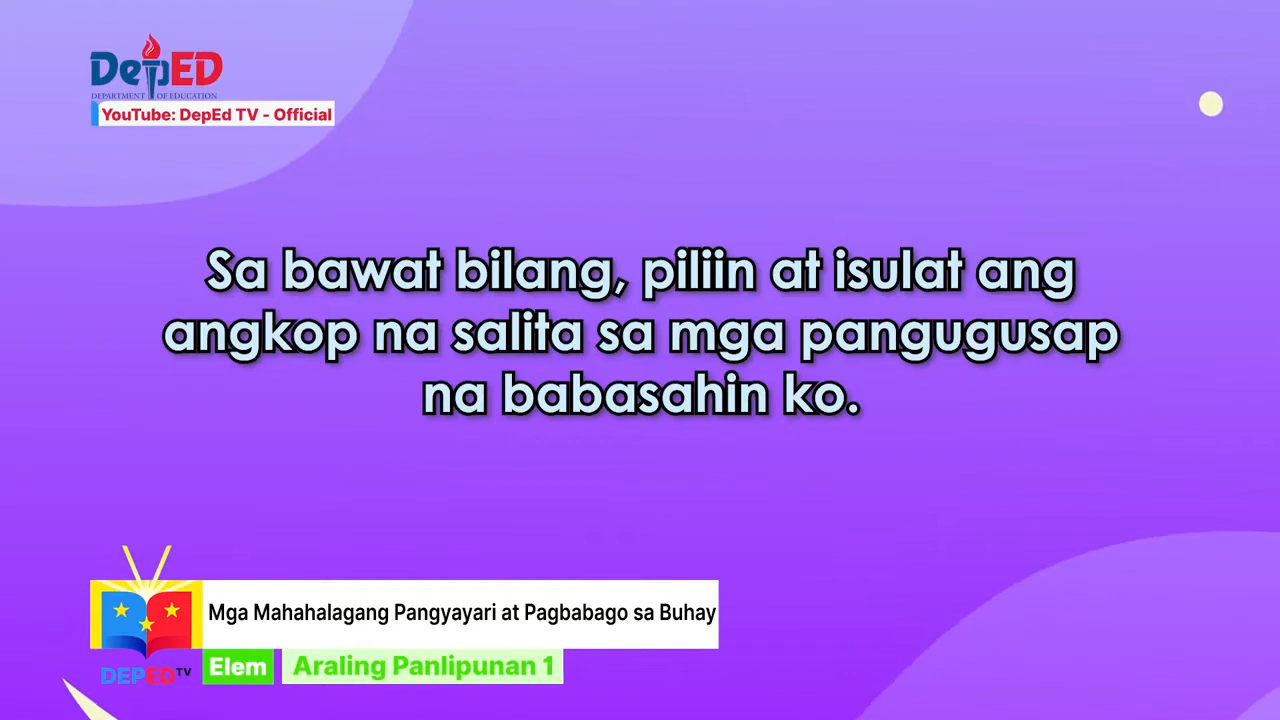 DepED
DEPARTMENT OF EDUCATION
YouTube: DepEd TV - Official
Sa bawat bilang, piliin at isulat ang
angkop na salita sa mga pangugusap
na babasahin ko.
Mga Mahahalagang Pangyayari at Pagbabago sa Buhay
DEPED TV
Elem
Araling Panlipunan 1